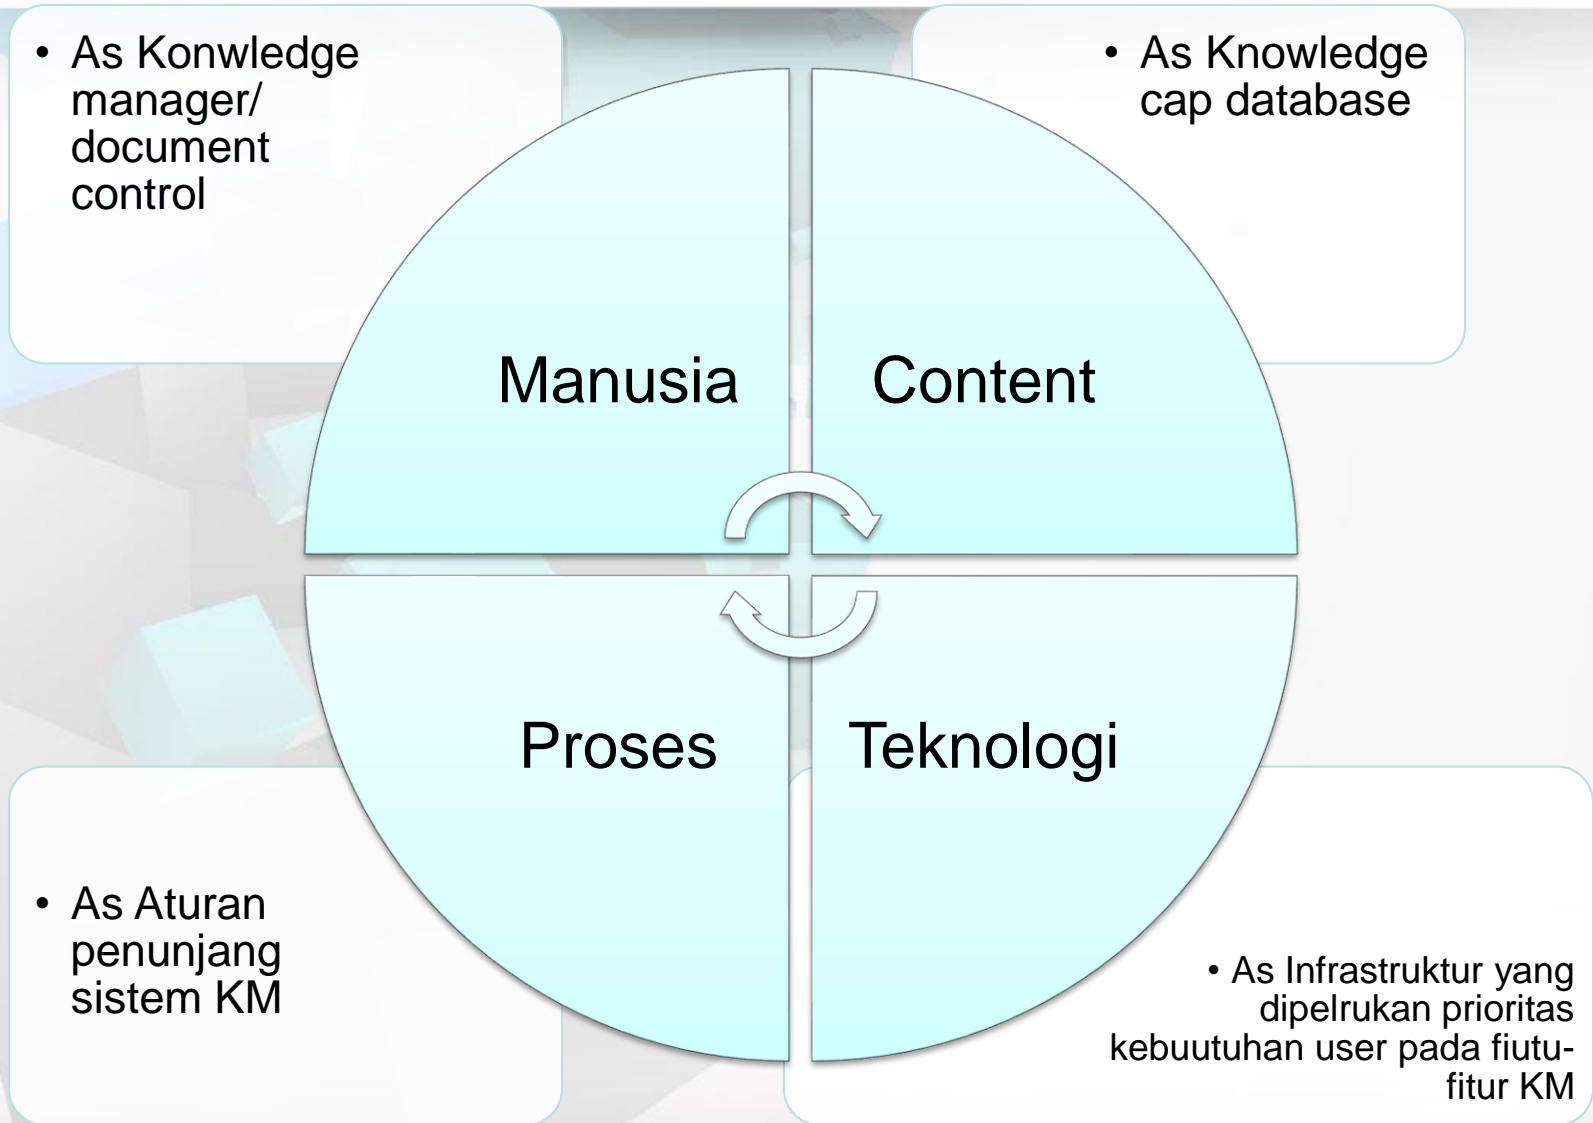 • As Konwledge
manager/
document
control
• As Knowledge
cap database
Manusia
Content
Proses
Teknologi
• As Aturan
penunjang
sistem KM
• As Infrastruktur yang
dipelrukan prioritas
kebuutuhan user pada fiutu-
fitur KM